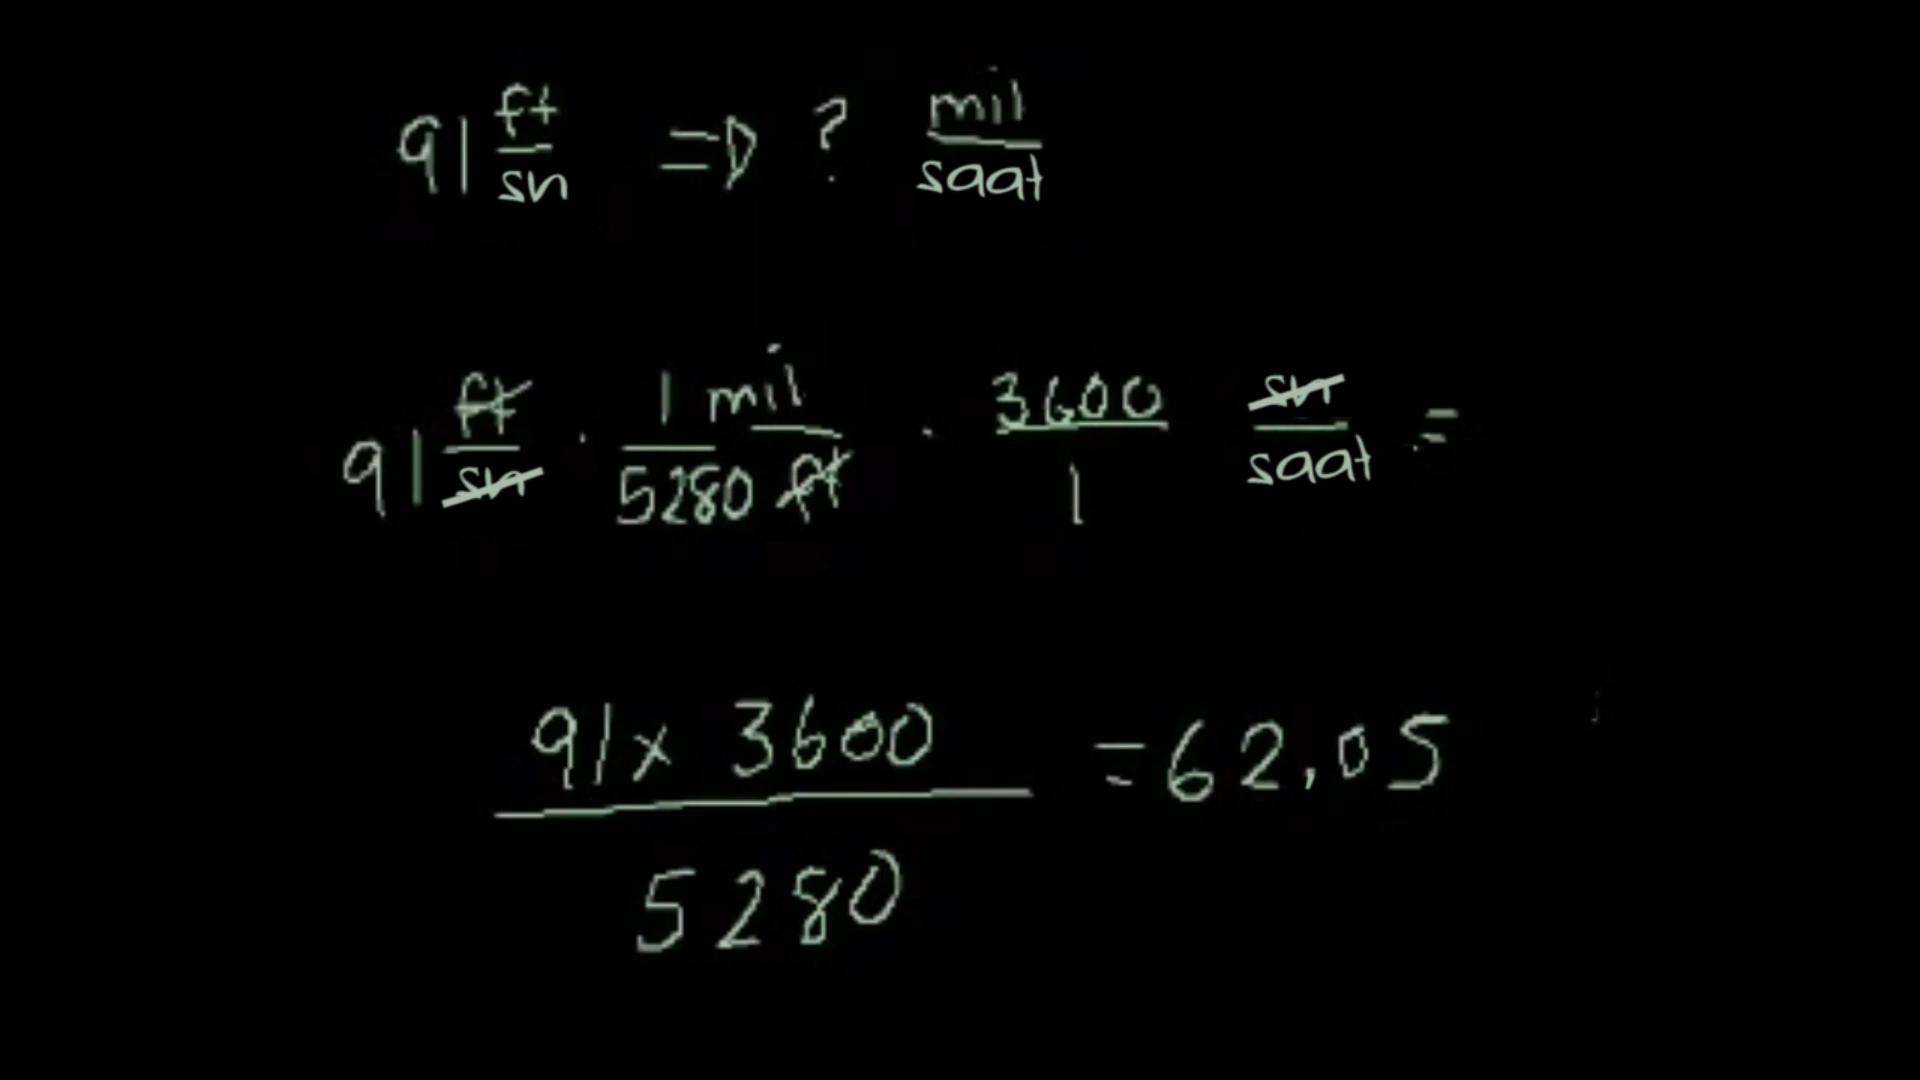 91 ft/sn => ? mil/saat
91 ft/sn · 1 mil/5280 ft · 3600/1 sn/saat =
91 x 3600/5280 = 62,05